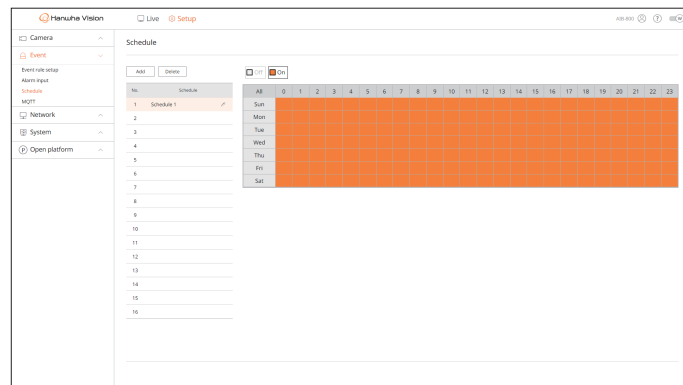 Hanwha Vision
Live
Setup
AIB-800
Camera
Event
Event rule setup
Alarm input
Schedule
MQTT
Network
System
Open platform
Schedule
Add
Delete
No. Schedule
1 Schedule 1
2
3
4
5
6
7
8
9
10
11
12
13
14
15
16
Off
On
All 0 1 2 3 4 5 6 7 8 9 10 11 12 13 14 15 16 17 18 19 20 21 22 23
Sun
Mon
Tue
Wed
Thu
Fri
Sat